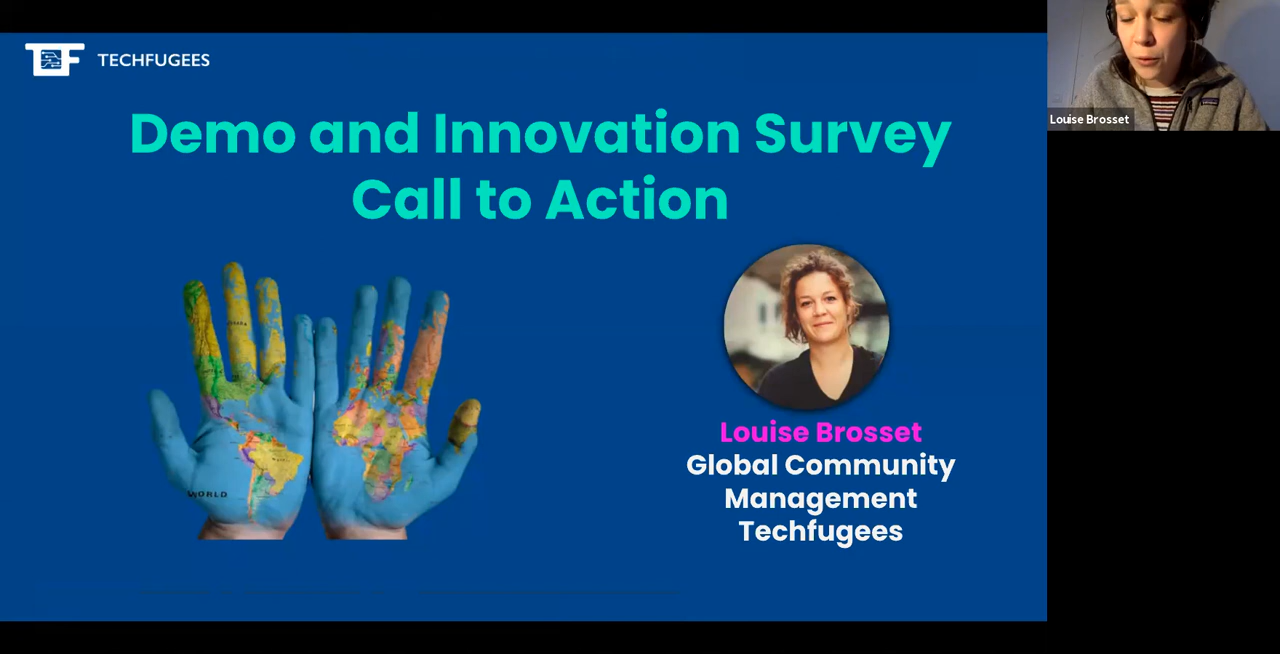 TECHFUGEES
Demo and Innovation Survey
Call to Action
WORLD
Louise Brosset
Global Community
Management
Techfugees
Louise Brosset